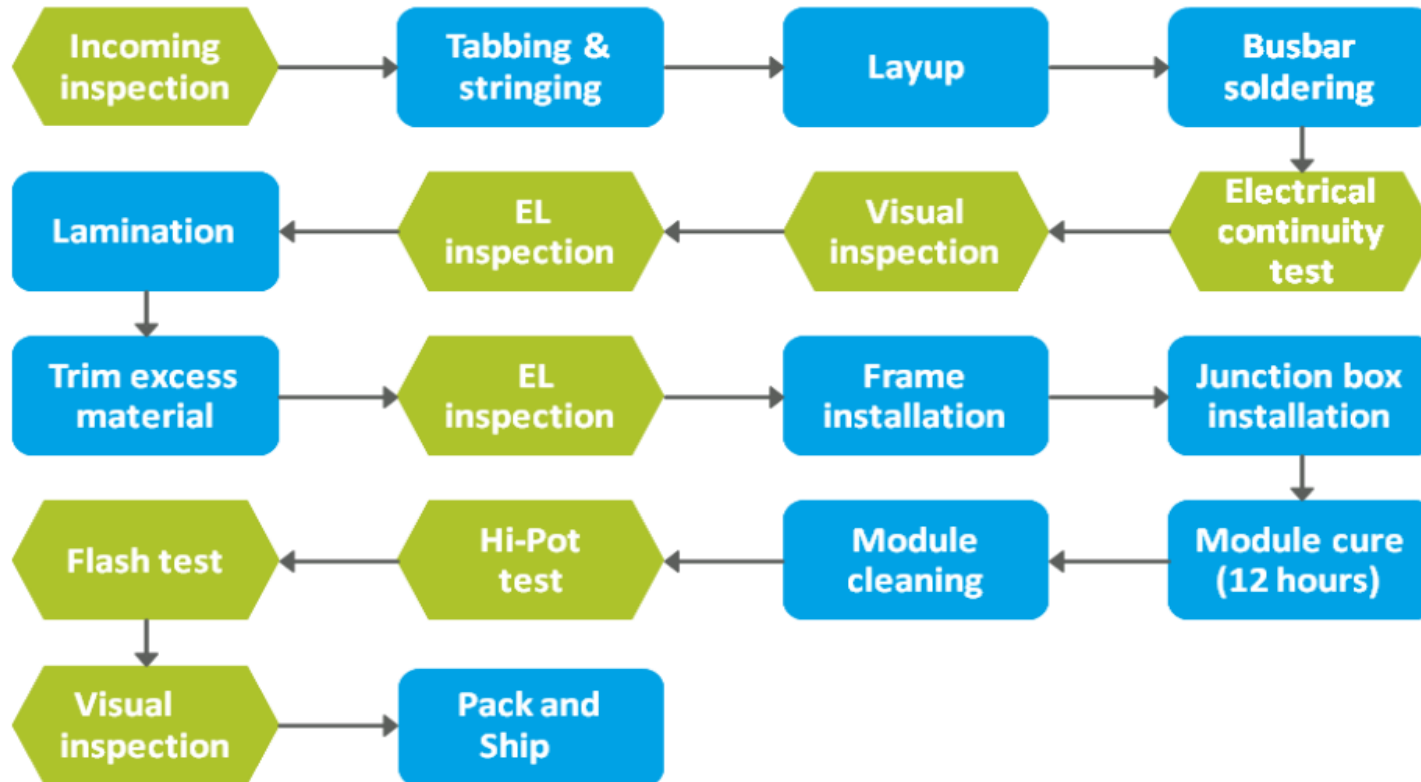 Incoming
inspection
Tabbing &
stringing
Layup
Busbar
soldering
Electrical
continuity
test
Visual
inspection
EL
inspection
Lamination
Trim excess
material
EL
inspection
Frame
installation
Junction box
installation
Module cure
(12 hours)
Module
cleaning
Hi-Pot
test
Flash test
Visual
inspection
Pack and
Ship